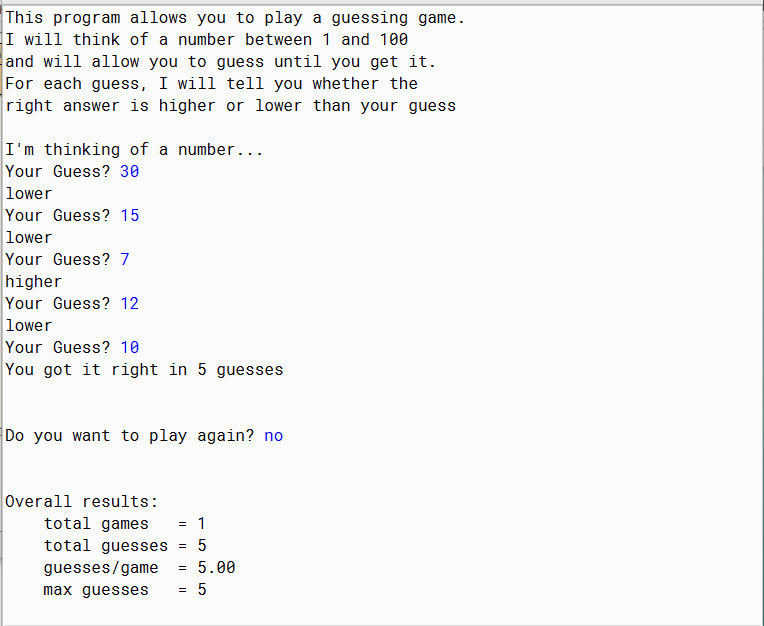 This program allows you to play a guessing game.
I will think of a number between 1 and 100
and will allow you to guess until you get it.
For each guess, I will tell you whether the
right answer is higher or lower than your guess

I'm thinking of a number...
Your Guess? 30
lower
Your Guess? 15
lower
Your Guess? 7
higher
Your Guess? 12
lower
Your Guess? 10
You got it right in 5 guesses

Do you want to play again? no

Overall results:
    total games   = 1
    total guesses = 5
    guesses/game  = 5.00
    max guesses   = 5